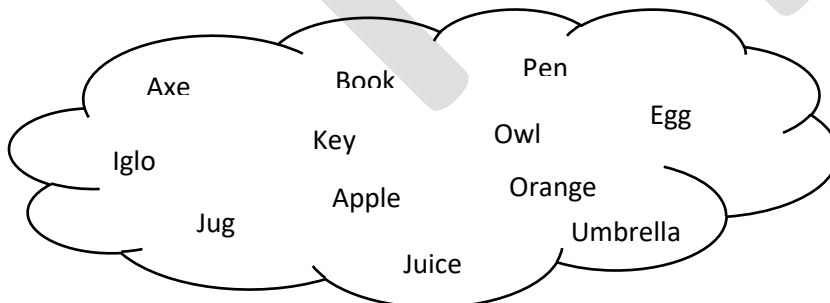 Pen
Book
Axe
Egg
Owl
Key
Iglo
Orange
Apple
Jug
Umbrella
Juice